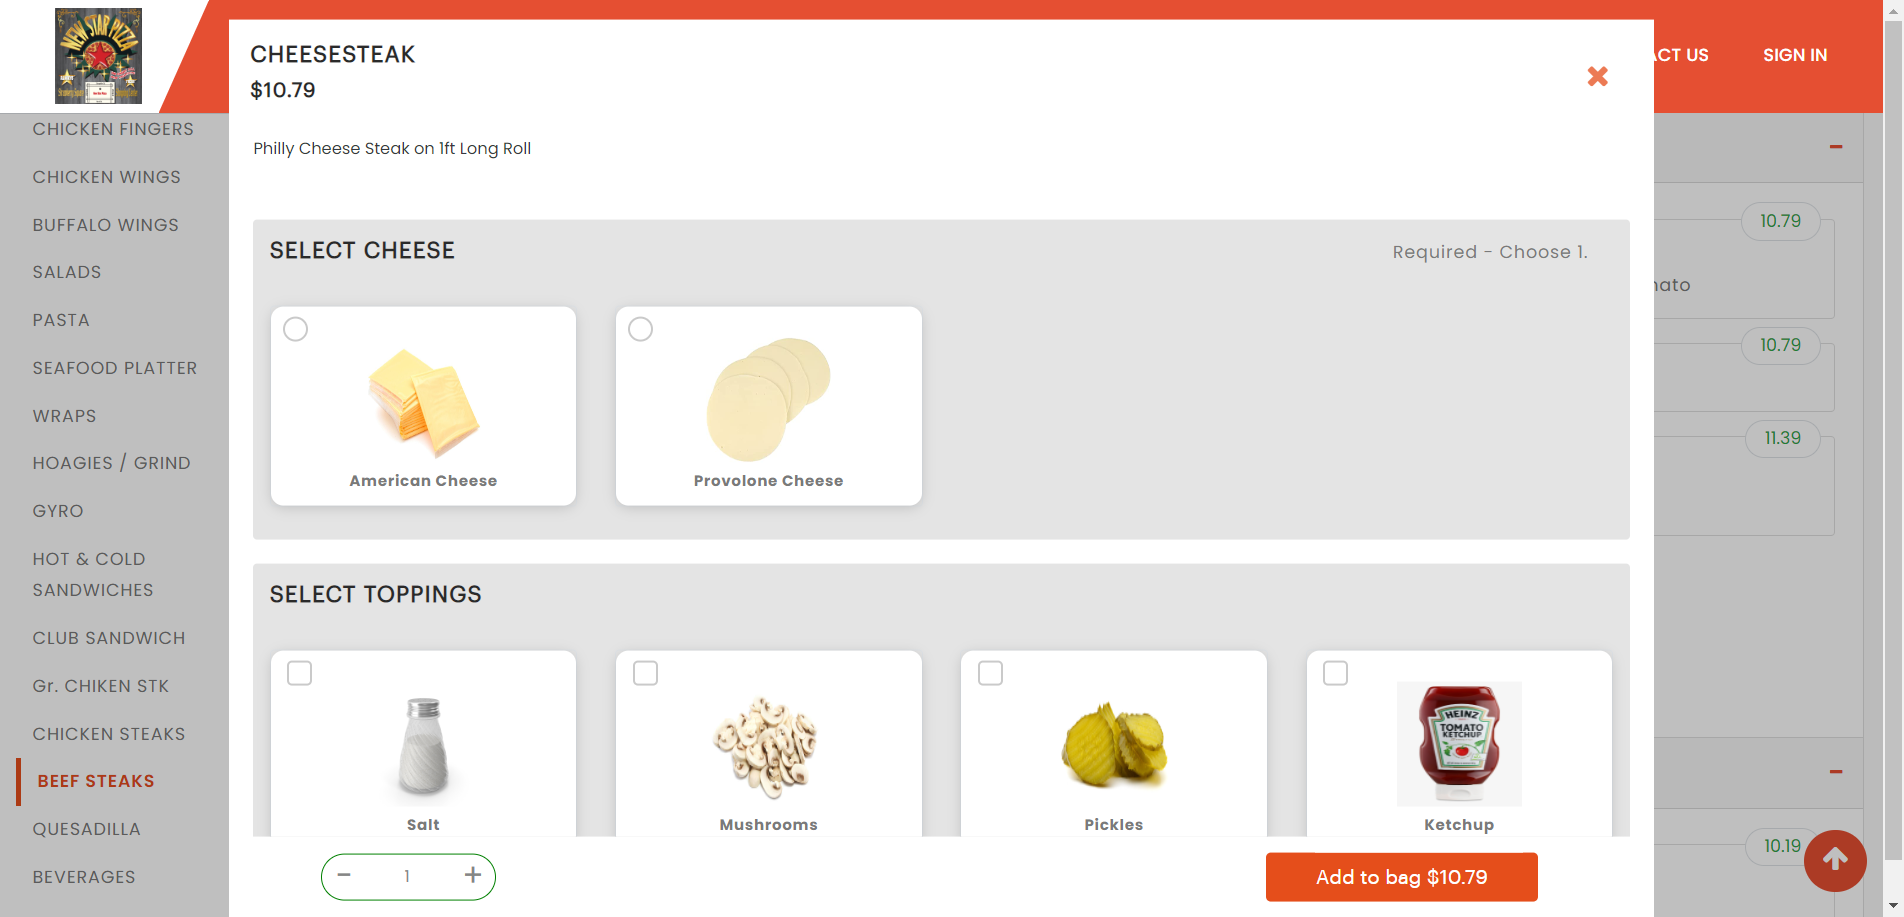 NEW STAR PIZZA
ACT US
SIGN IN
CHEESESTEAK
$10.79
Philly Cheese Steak on 1ft Long Roll
CHICKEN FINGERS
CHICKEN WINGS
BUFFALO WINGS
SALADS
PASTA
SEAFOOD PLATTER
WRAPS
HOAGIES / GRIND
GYRO
HOT & COLD
SANDWICHES
CLUB SANDWICH
Gr. CHIKEN STK
CHICKEN STEAKS
BEEF STEAKS
QUESADILLA
BEVERAGES
SELECT CHEESE
Required - Choose 1.
American Cheese
Provolone Cheese
SELECT TOPPINGS
HEINZ
TOMATO
KETCHUP
Salt
Mushrooms
Pickles
Ketchup
− 1 +
Add to bag $10.79
10.79
nato
10.79
11.39
10.19